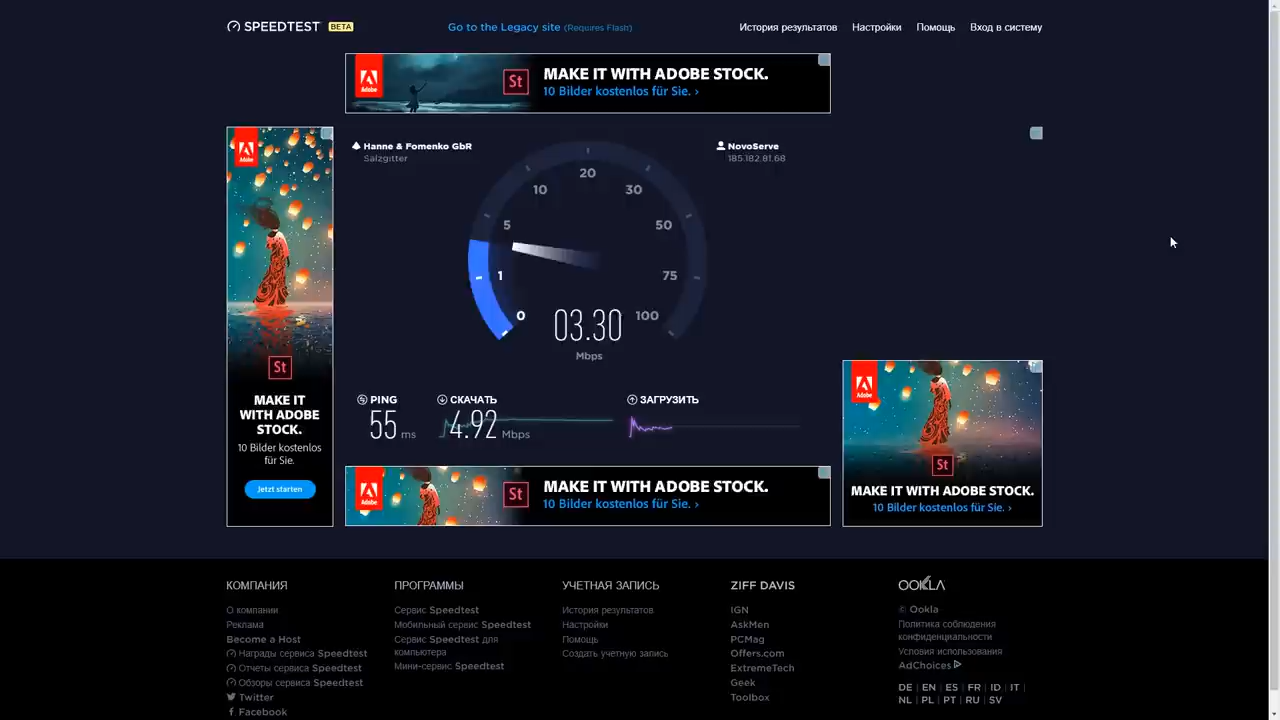 SPEEDTEST BETA
Go to the Legacy site (Requires Flash)
История результатов Настройки Помощь Вход в систему
Adobe
St
MAKE IT WITH ADOBE STOCK.
10 Bilder kostenlos für Sie. ›
Hanne & Fomenko GbR
Salzgitter
NovoServe
185.182.81.68
0
1
5
10
20
30
50
75
100
03.30
Mbps
PING
55 ms
СКАЧАТЬ
4.92 Mbps
ЗАГРУЗИТЬ
St
MAKE IT
WITH ADOBE
STOCK.
10 Bilder kostenlos
für Sie.
Jetzt starten
Adobe
St
MAKE IT WITH ADOBE STOCK.
10 Bilder kostenlos für Sie. ›
Adobe
St
MAKE IT WITH ADOBE STOCK.
10 Bilder kostenlos für Sie. ›
КОМПАНИЯ
О компании
Реклама
Become a Host
Награды сервиса Speedtest
Отчеты сервиса Speedtest
Обзоры сервиса Speedtest
Twitter
Facebook
ПРОГРАММЫ
Сервис Speedtest
Мобильный сервис Speedtest
Сервис Speedtest для
компьютера
Мини-сервис Speedtest
УЧЕТНАЯ ЗАПИСЬ
История результатов
Настройки
Помощь
Создать учетную запись
ZIFF DAVIS
IGN
AskMen
PCMag
Offers.com
ExtremeTech
Geek
Toolbox
OOKLA
© Ookla
Политика соблюдения
конфиденциальности
Условия использования
AdChoices
DE | EN | ES | FR | ID | IT |
NL | PL | PT | RU | SV